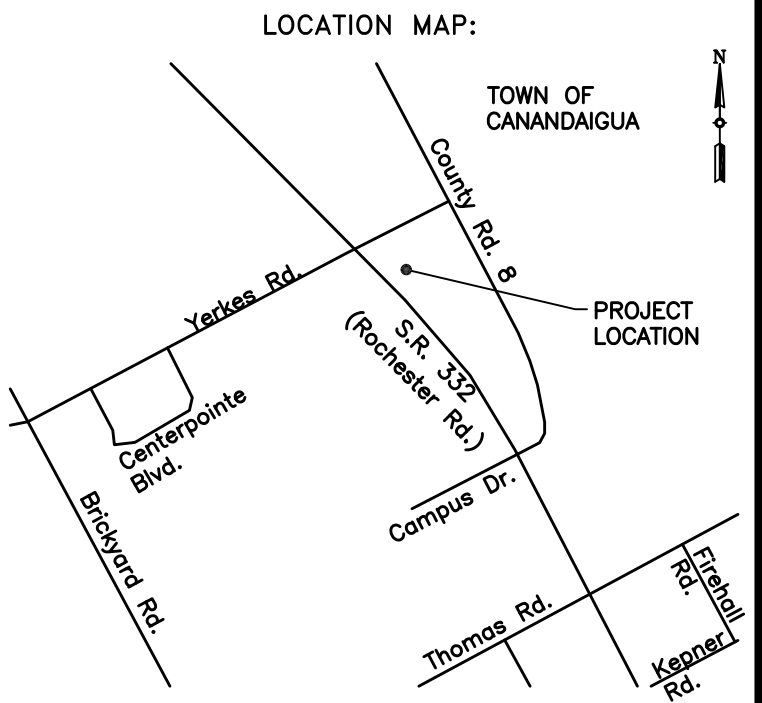 LOCATION MAP:
N
TOWN OF
CANANDAIGUA
County Rd. 8
Yerkes Rd.
PROJECT
LOCATION
S.R. 332
(Rochester Rd.)
Centerpointe
Blvd.
Campus Dr.
Brickyard Rd.
Thomas Rd.
Firehall
Rd.
Kepner
Rd.